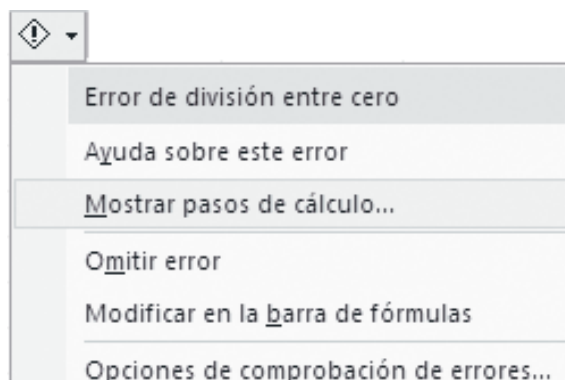 Error de división entre cero
Ayuda sobre este error
Mostrar pasos de cálculo...
Omitir error
Modificar en la barra de fórmulas
Opciones de comprobación de errores...